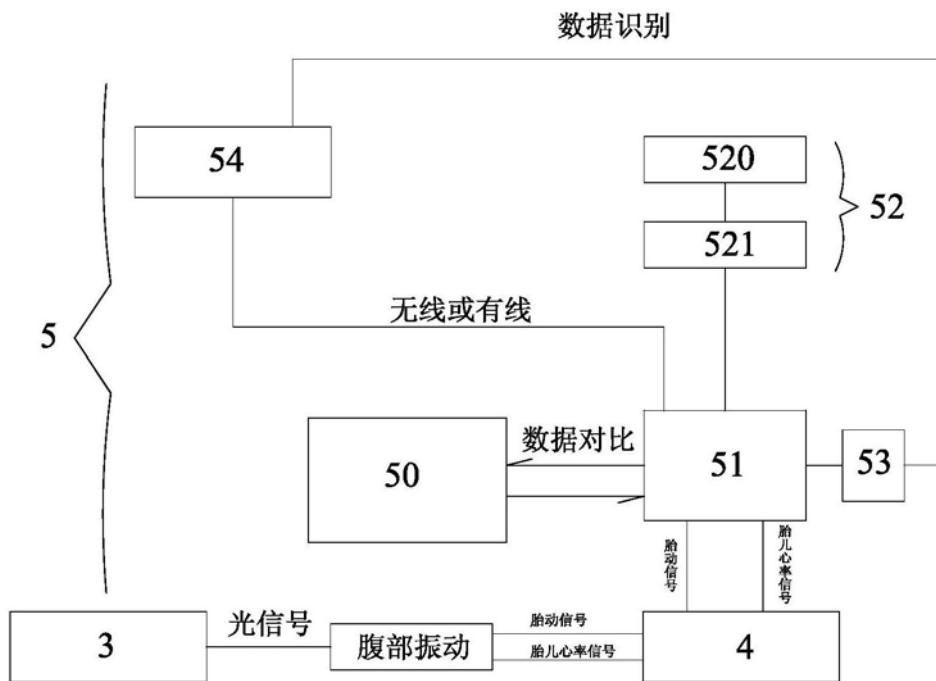 数据识别
54
520
52
521
无线或有线
5
数据对比
50
51
53
胎动信号
胎儿心率信号
3
光信号
腹部振动
胎动信号
胎儿心率信号
4